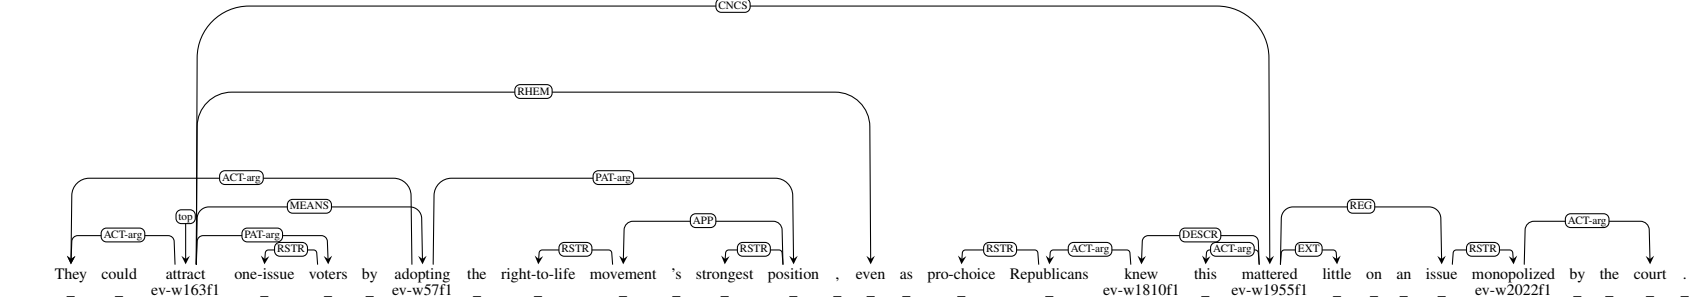 CNCS
RHEM
ACT-arg PAT-arg
MEANS REG
top APP ACT-arg
ACT-arg PAT-arg DESCR
RSTR RSTR RSTR RSTR ACT-arg ACT-arg EXT RSTR
They could attract one-issue voters by adopting the right-to-life movement 's strongest position , even as pro-choice Republicans knew this mattered little on an issue monopolized by the court .
_ _ ev-w163f1 _ _ _ ev-w57f1 _ _ _ _ _ _ _ _ _ _ _ ev-w1810f1 _ ev-w1955f1 _ _ _ _ ev-w2022f1 _ _ _ _